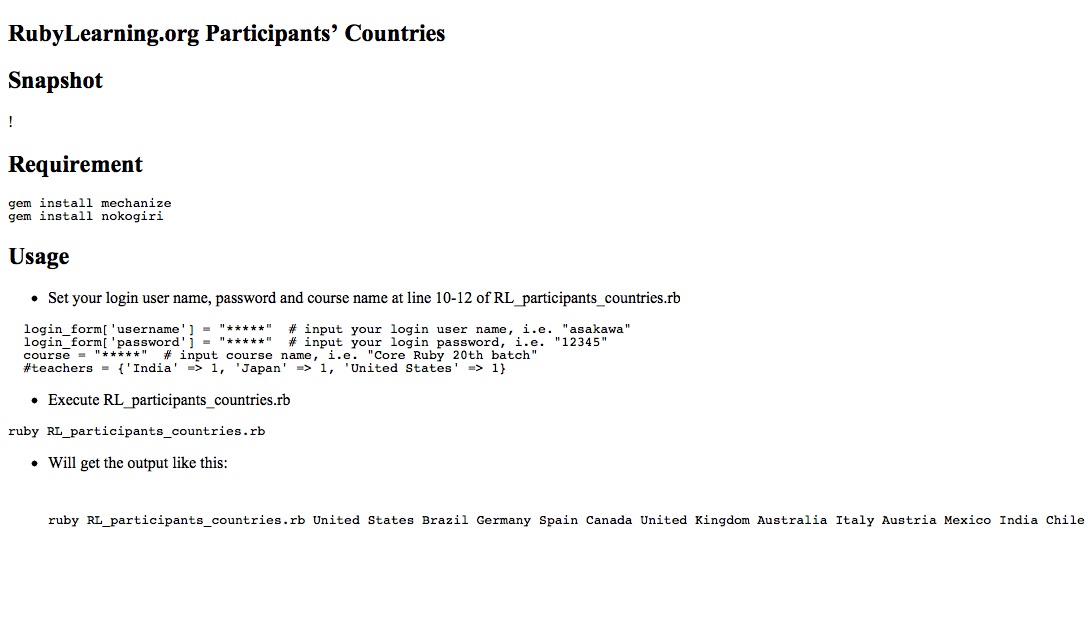 RubyLearning.org Participants’ Countries
Snapshot
!
Requirement
gem install mechanize
gem install nokogiri
Usage
• Set your login user name, password and course name at line 10-12 of RL_participants_countries.rb
login_form['username'] = "*****"  # input your login user name, i.e. "asakawa"
login_form['password'] = "*****"  # input your login password, i.e. "12345"
course = "*****"  # input course name, i.e. "Core Ruby 20th batch"
#teachers = {'India' => 1, 'Japan' => 1, 'United States' => 1}
• Execute RL_participants_countries.rb
ruby RL_participants_countries.rb
• Will get the output like this:
ruby RL_participants_countries.rb United States Brazil Germany Spain Canada United Kingdom Australia Italy Austria Mexico India Chile